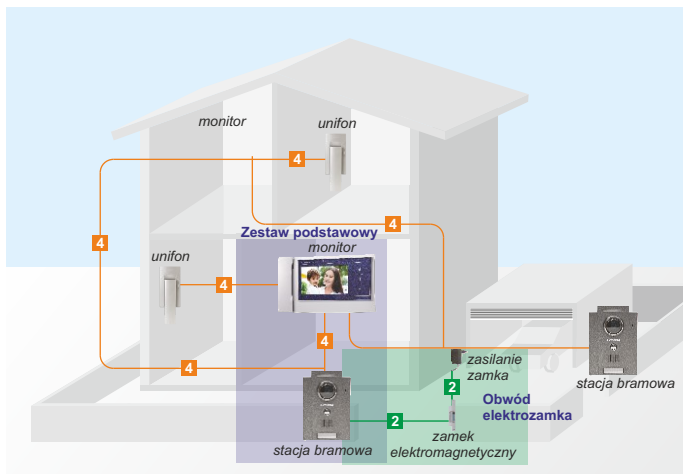 monitor
unifon
4
4
Zestaw podstawowy
monitor
4
unifon
4
4
4
zasilanie
zamka
stacja bramowa
2
Obwód
elektrozamka
2
zamek
elektromagnetyczny
stacja bramowa